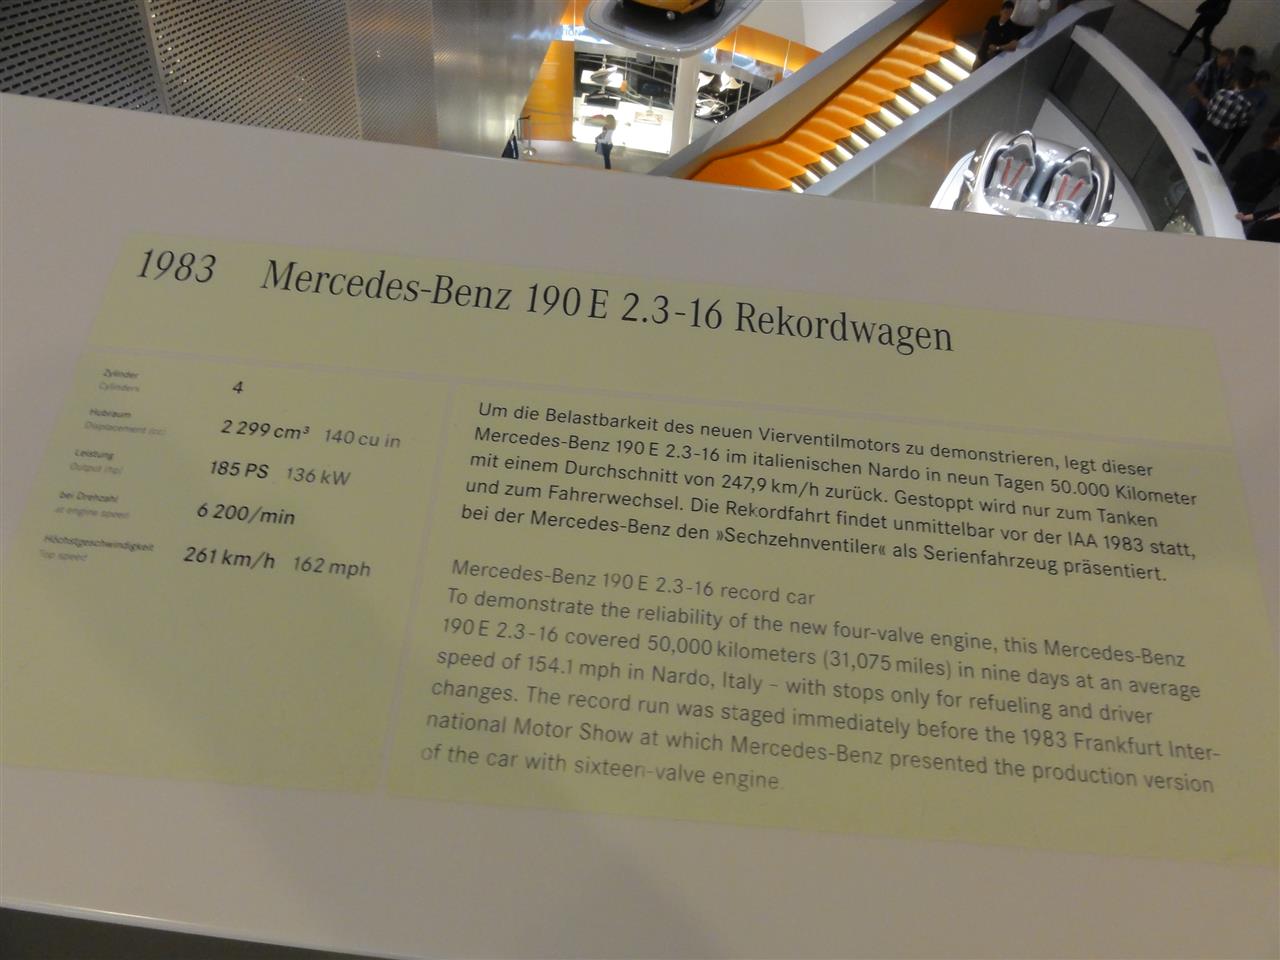 1983 Mercedes-Benz 190 E 2.3-16 Rekordwagen
Zylinder
Cylinders
4
Hubraum
Displacement (cc)
2 299 cm³ 140 cu in
Leistung
Output (hp)
185 PS 136 kW
bei Drehzahl
at engine speed
6 200/min
Höchstgeschwindigkeit
Top speed
261 km/h 162 mph
Um die Belastbarkeit des neuen Vierventilmotors zu demonstrieren, legt dieser
Mercedes-Benz 190 E 2.3-16 im italienischen Nardo in neun Tagen 50.000 Kilometer
mit einem Durchschnitt von 247,9 km/h zurück. Gestoppt wird nur zum Tanken
und zum Fahrerwechsel. Die Rekordfahrt findet unmittelbar vor der IAA 1983 statt,
bei der Mercedes-Benz den »Sechzehnventiler« als Serienfahrzeug präsentiert.
Mercedes-Benz 190 E 2.3-16 record car
To demonstrate the reliability of the new four-valve engine, this Mercedes-Benz
190 E 2.3-16 covered 50,000 kilometers (31,075 miles) in nine days at an average
speed of 154.1 mph in Nardo, Italy – with stops only for refueling and driver
changes. The record run was staged immediately before the 1983 Frankfurt Inter-
national Motor Show at which Mercedes-Benz presented the production version
of the car with sixteen-valve engine.